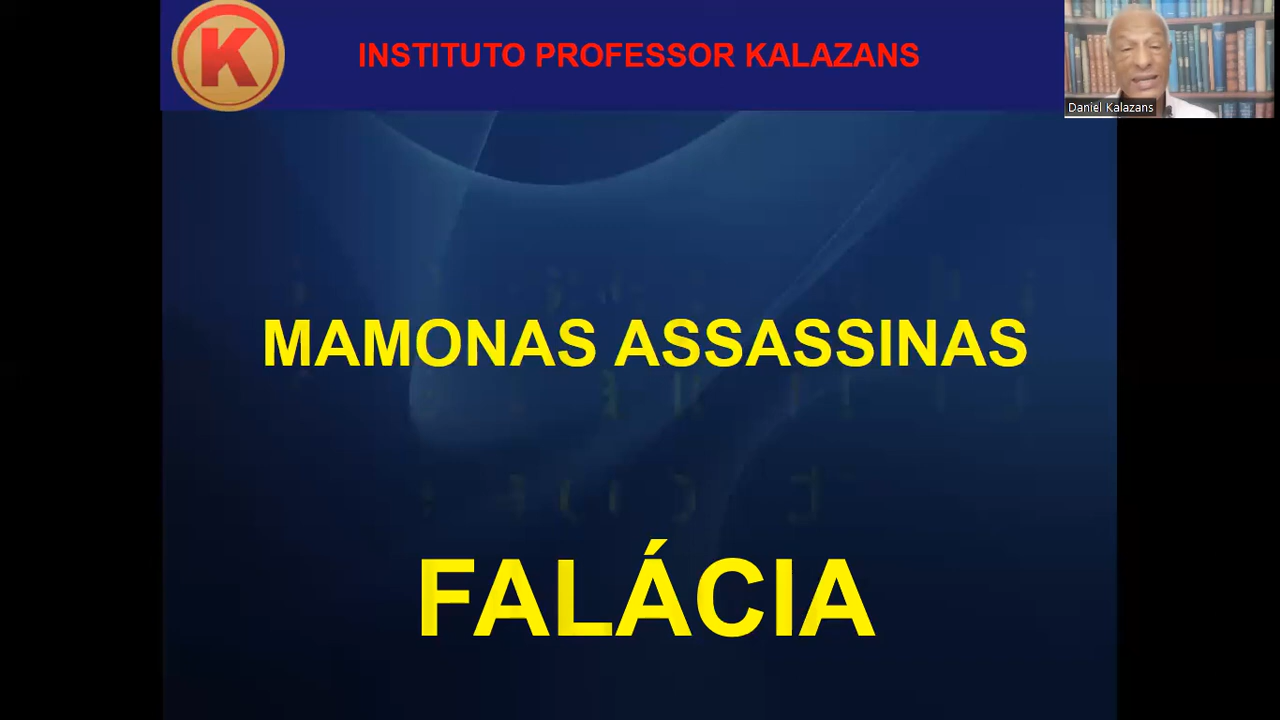 K
INSTITUTO PROFESSOR KALAZANS
Daniel Kalazans
MAMONAS ASSASSINAS
FALÁCIA